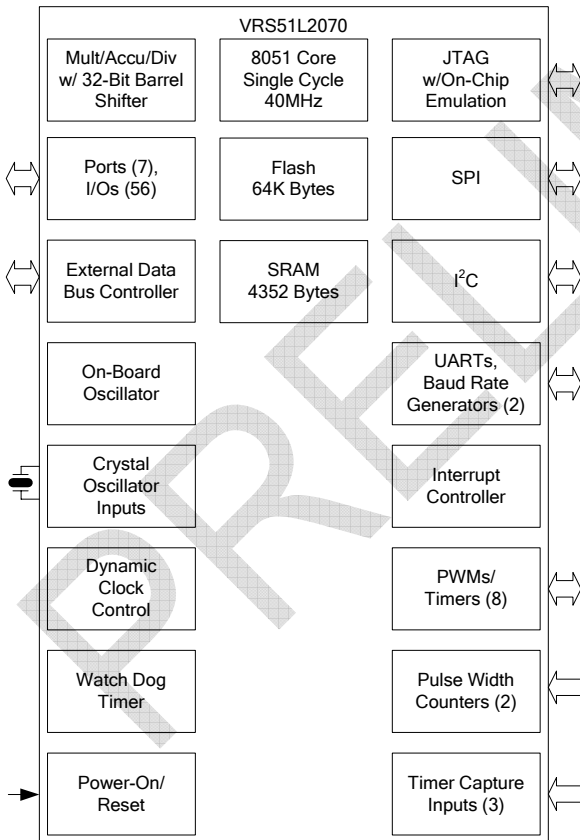 VRS51L2070
Mult/Accu/Div
w/ 32-Bit Barrel
Shifter
8051 Core
Single Cycle
40MHz
JTAG
w/On-Chip
Emulation
Ports (7),
I/Os (56)
Flash
64K Bytes
SPI
External Data
Bus Controller
SRAM
4352 Bytes
I²C
On-Board
Oscillator
UARTs,
Baud Rate
Generators (2)
Crystal
Oscillator
Inputs
Interrupt
Controller
Dynamic
Clock
Control
PWMs/
Timers (8)
Watch Dog
Timer
Pulse Width
Counters (2)
Power-On/
Reset
Timer Capture
Inputs (3)
PRELI